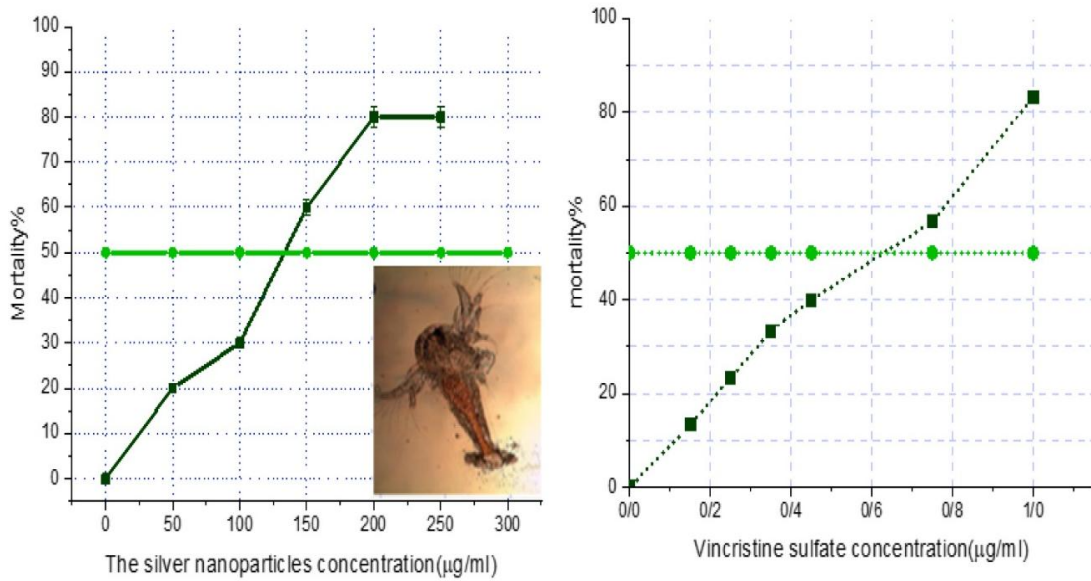 100
90
80
70
60
50
40
30
20
10
0
Mortality%
0 50 100 150 200 250 300
The silver nanoparticles concentration(μg/ml)
100
80
60
40
20
0
mortality%
0/0 0/2 0/4 0/6 0/8 1/0
Vincristine sulfate concentration(μg/ml)